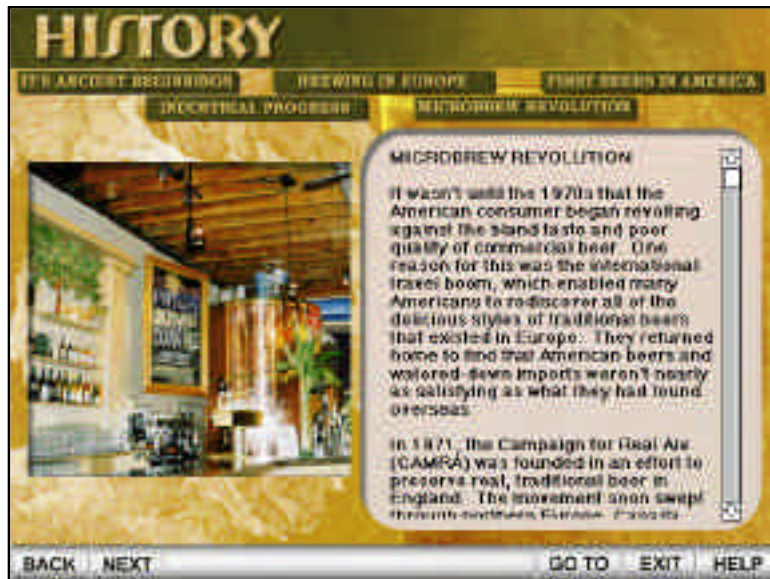 HISTORY
IT'S ANCIENT BEGINNINGS
BREWING IN EUROPE
FIRST BEERS IN AMERICA
INDUSTRIAL PROGRESS
MICROBREW REVOLUTION
MICROBREW REVOLUTION
It wasn't until the 1970s that the
American consumer began revolting
against the bland taste and poor
quality of commercial beer. One
reason for this was the international
travel boom, which enabled many
Americans to rediscover all of the
delicious styles of traditional beers
that existed in Europe. They returned
home to find that American beers and
watered-down imports weren't nearly
as satisfying as what they had found
overseas.
In 1971, the Campaign for Real Ale
(CAMRA) was founded in an effort to
preserve real, traditional beer in
England. The movement soon swept
through northern Europe, Canada
BACK
NEXT
GO TO
EXIT
HELP